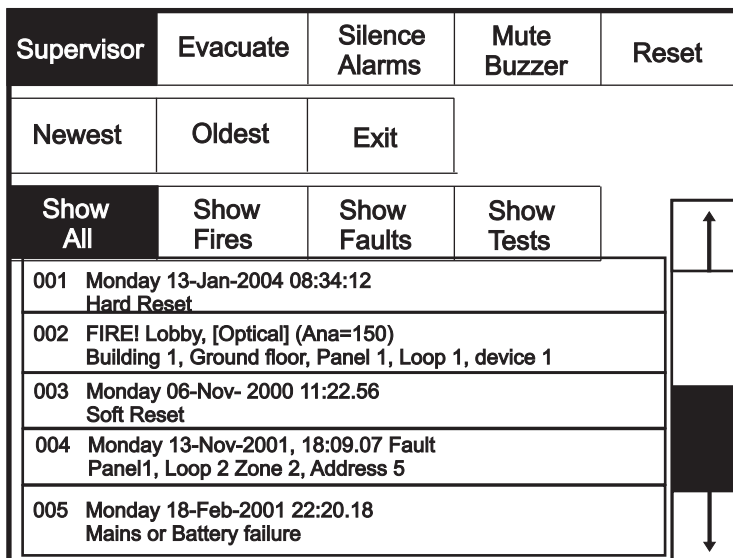 Supervisor
Evacuate
Silence
Alarms
Mute
Buzzer
Reset
Newest
Oldest
Exit
Show
All
Show
Fires
Show
Faults
Show
Tests
001 Monday 13-Jan-2004 08:34:12
Hard Reset
002 FIRE! Lobby, [Optical] (Ana=150)
Building 1, Ground floor, Panel 1, Loop 1, device 1
003 Monday 06-Nov- 2000 11:22.56
Soft Reset
004 Monday 13-Nov-2001, 18:09.07 Fault
Panel1, Loop 2 Zone 2, Address 5
005 Monday 18-Feb-2001 22:20.18
Mains or Battery failure